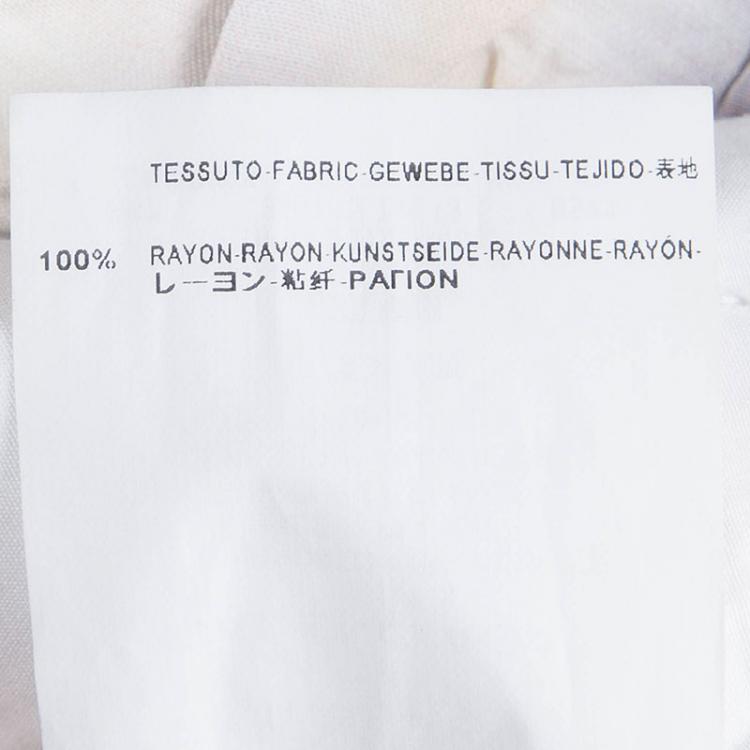 TESSUTO-FABRIC-GEWEBE-TISSU-TEJIDO-表地
100% RAYON-RAYON-KUNSTSEIDE-RAYONNE-RAYÓN-
レーヨン-粘纤-ΡΑΓΙΟΝ